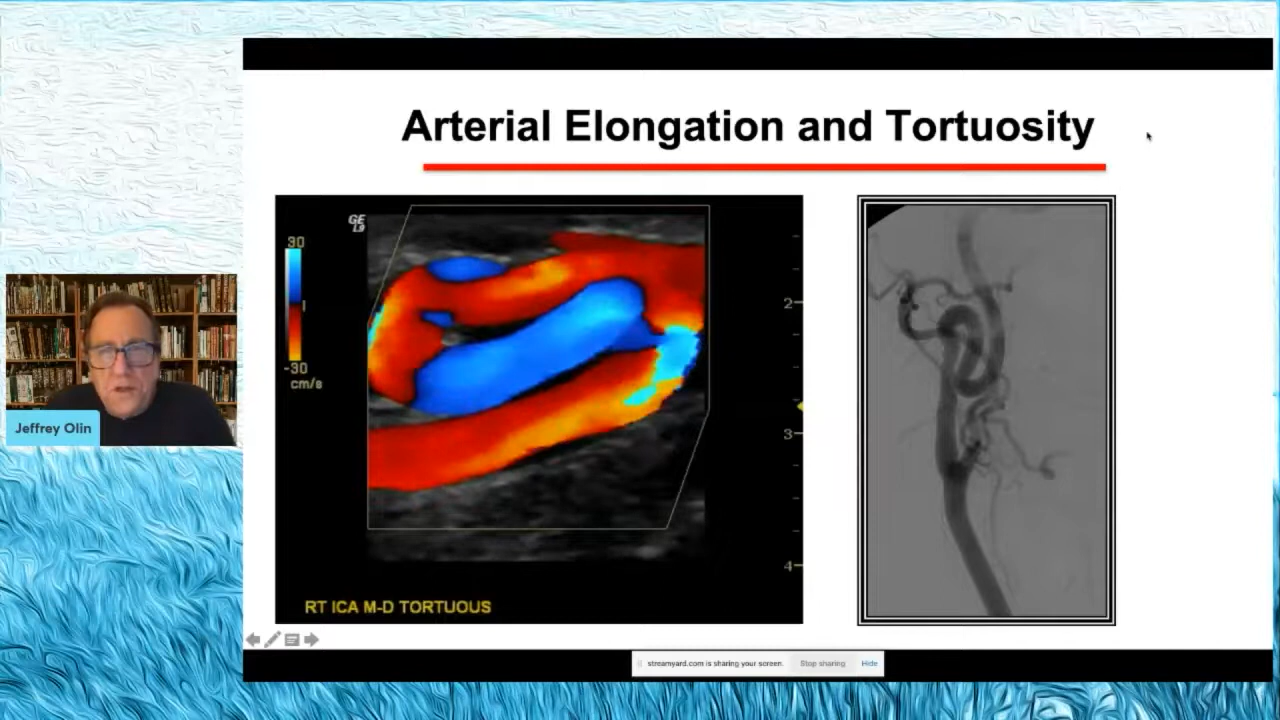 Arterial Elongation and Tortuosity
GE
L9
30
-30
cm/s
2
3
4
RT ICA M-D TORTUOUS
Jeffrey Olin
streamyard.com is sharing your screen. Stop sharing Hide